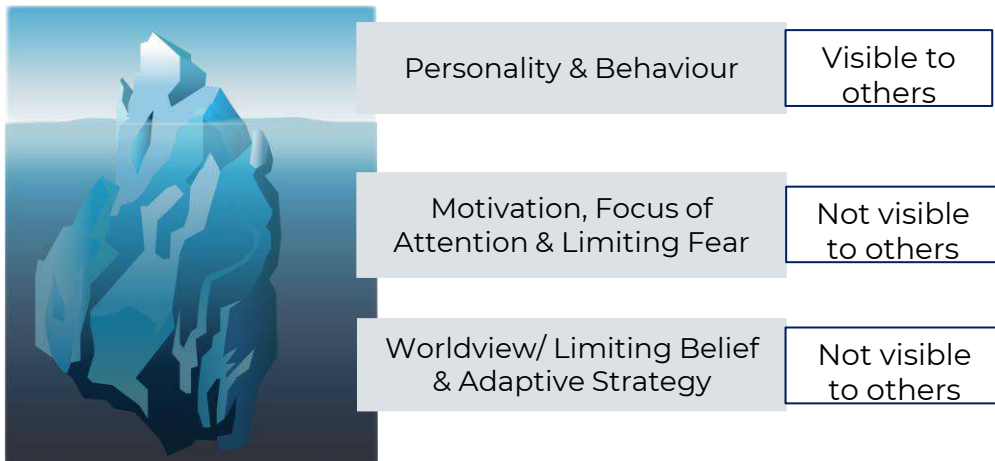 Personality & Behaviour
Visible to
others
Motivation, Focus of
Attention & Limiting Fear
Not visible
to others
Worldview/ Limiting Belief
& Adaptive Strategy
Not visible
to others